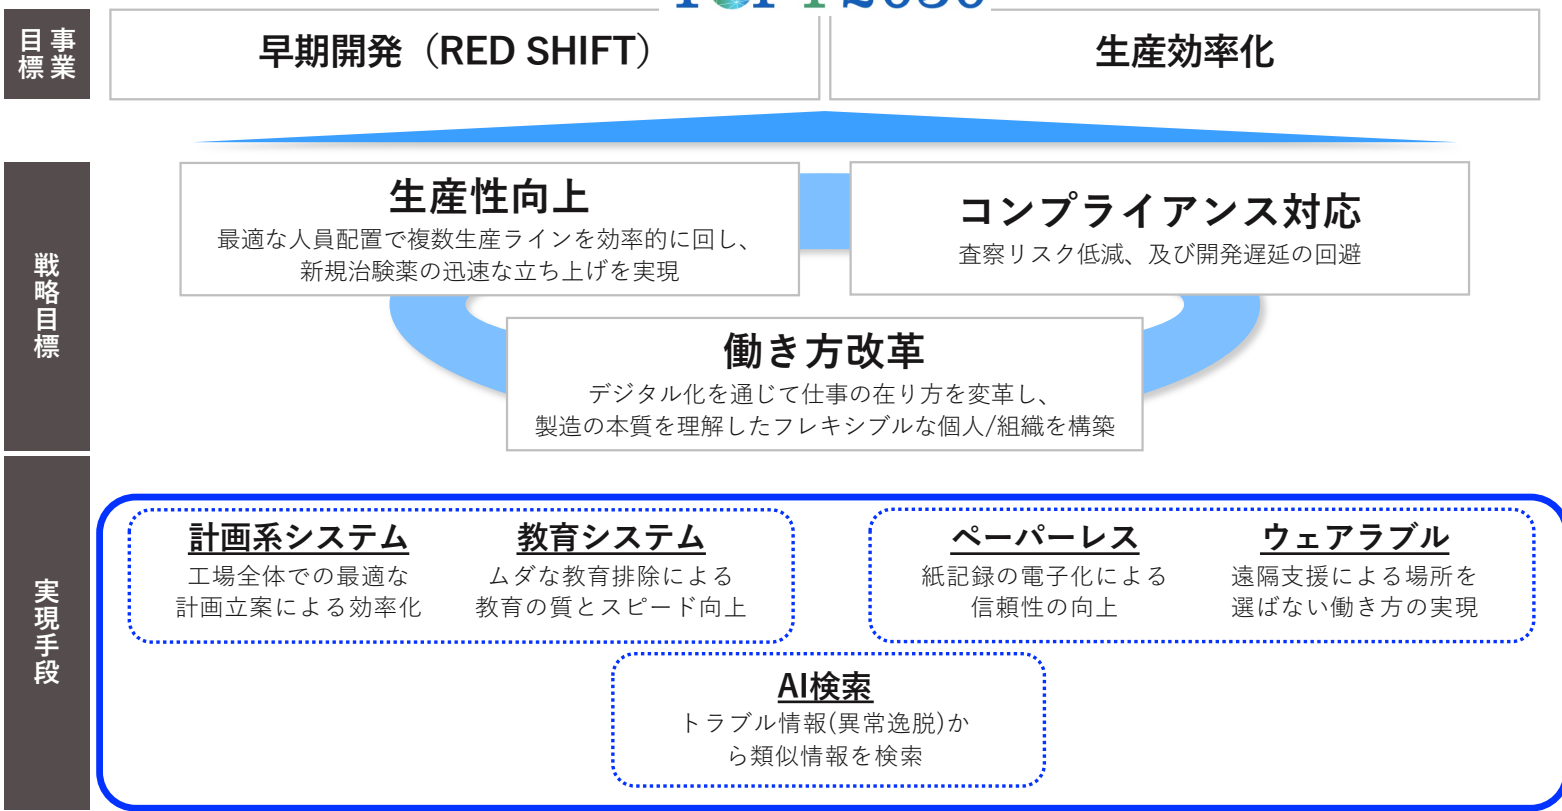 事業目標
早期開発（RED SHIFT）
生産効率化
戦略目標
生産性向上
最適な人員配置で複数生産ラインを効率的に回し、
新規治験薬の迅速な立ち上げを実現
コンプライアンス対応
査察リスク低減、及び開発遅延の回避
働き方改革
デジタル化を通じて仕事の在り方を変革し、
製造の本質を理解したフレキシブルな個人/組織を構築
実現手段
計画系システム
工場全体での最適な
計画立案による効率化
教育システム
ムダな教育排除による
教育の質とスピード向上
ペーパーレス
紙記録の電子化による
信頼性の向上
ウェアラブル
遠隔支援による場所を
選ばない働き方の実現
AI検索
トラブル情報(異常逸脱)か
ら類似情報を検索